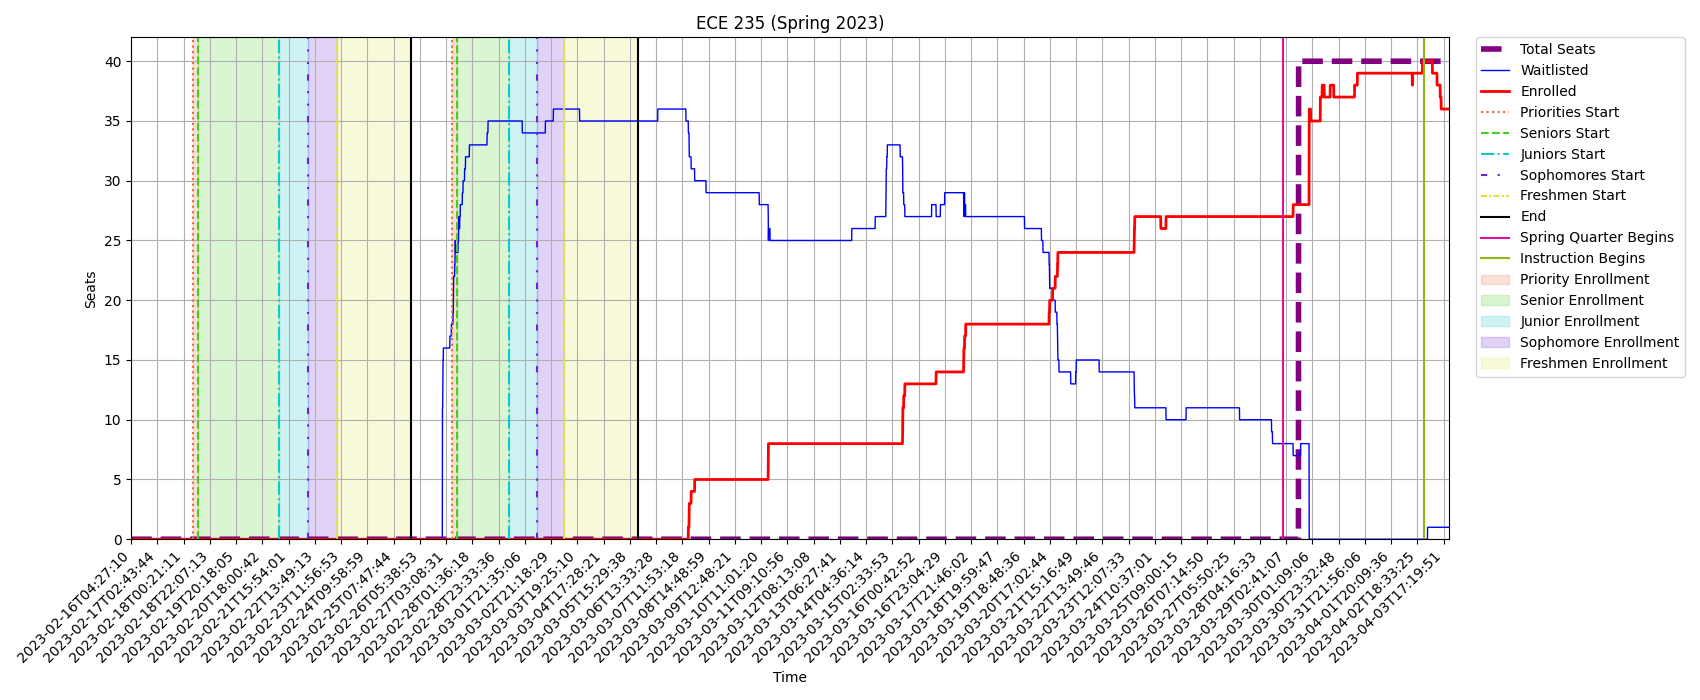 ECE 235 (Spring 2023)
Seats
40
35
30
25
20
15
10
5
0
2023-02-16T04:27:10
2023-02-17T02:43:44
2023-02-18T00:21:11
2023-02-18T22:07:13
2023-02-19T20:18:05
2023-02-20T18:00:42
2023-02-21T15:54:01
2023-02-22T13:49:13
2023-02-23T11:56:53
2023-02-24T09:58:59
2023-02-25T07:47:44
2023-02-26T05:38:53
2023-02-27T03:08:31
2023-02-28T01:36:18
2023-02-28T23:33:36
2023-03-01T21:35:06
2023-03-02T21:18:29
2023-03-03T19:25:10
2023-03-04T17:28:21
2023-03-05T15:29:38
2023-03-06T13:33:28
2023-03-07T11:53:18
2023-03-08T14:48:59
2023-03-09T12:48:21
2023-03-10T11:01:20
2023-03-11T09:10:56
2023-03-12T08:13:08
2023-03-13T06:27:41
2023-03-14T04:36:14
2023-03-15T02:33:53
2023-03-16T00:42:52
2023-03-16T23:04:29
2023-03-17T21:46:02
2023-03-18T19:59:47
2023-03-19T18:48:36
2023-03-20T17:02:44
2023-03-21T15:16:49
2023-03-22T13:49:46
2023-03-23T12:07:33
2023-03-24T10:37:01
2023-03-25T09:00:15
2023-03-26T07:14:50
2023-03-27T05:50:25
2023-03-28T04:16:33
2023-03-29T02:41:07
2023-03-30T01:09:06
2023-03-30T23:32:48
2023-03-31T21:56:06
2023-04-01T20:09:36
2023-04-02T18:33:25
2023-04-03T17:19:51
Time
Total Seats
Waitlisted
Enrolled
Priorities Start
Seniors Start
Juniors Start
Sophomores Start
Freshmen Start
End
Spring Quarter Begins
Instruction Begins
Priority Enrollment
Senior Enrollment
Junior Enrollment
Sophomore Enrollment
Freshmen Enrollment